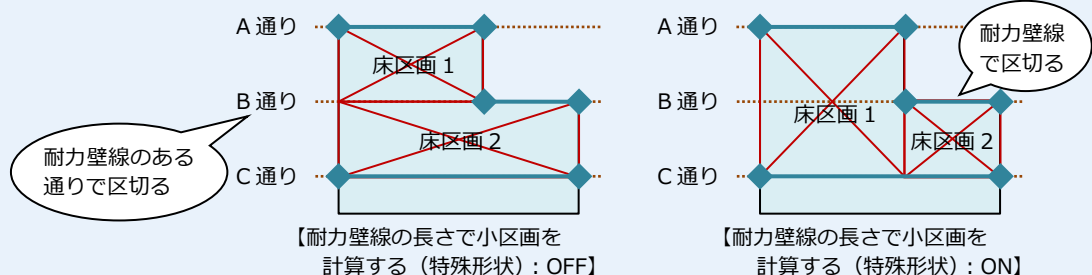 A 通り
床区画 1
B 通り
床区画 2
C 通り
耐力壁線のある
通りで区切る
【耐力壁線の長さで小区画を
計算する（特殊形状）: OFF】
A 通り
耐力壁線
で区切る
B 通り
床区画 1
床区画 2
C 通り
【耐力壁線の長さで小区画を
計算する（特殊形状）: ON】